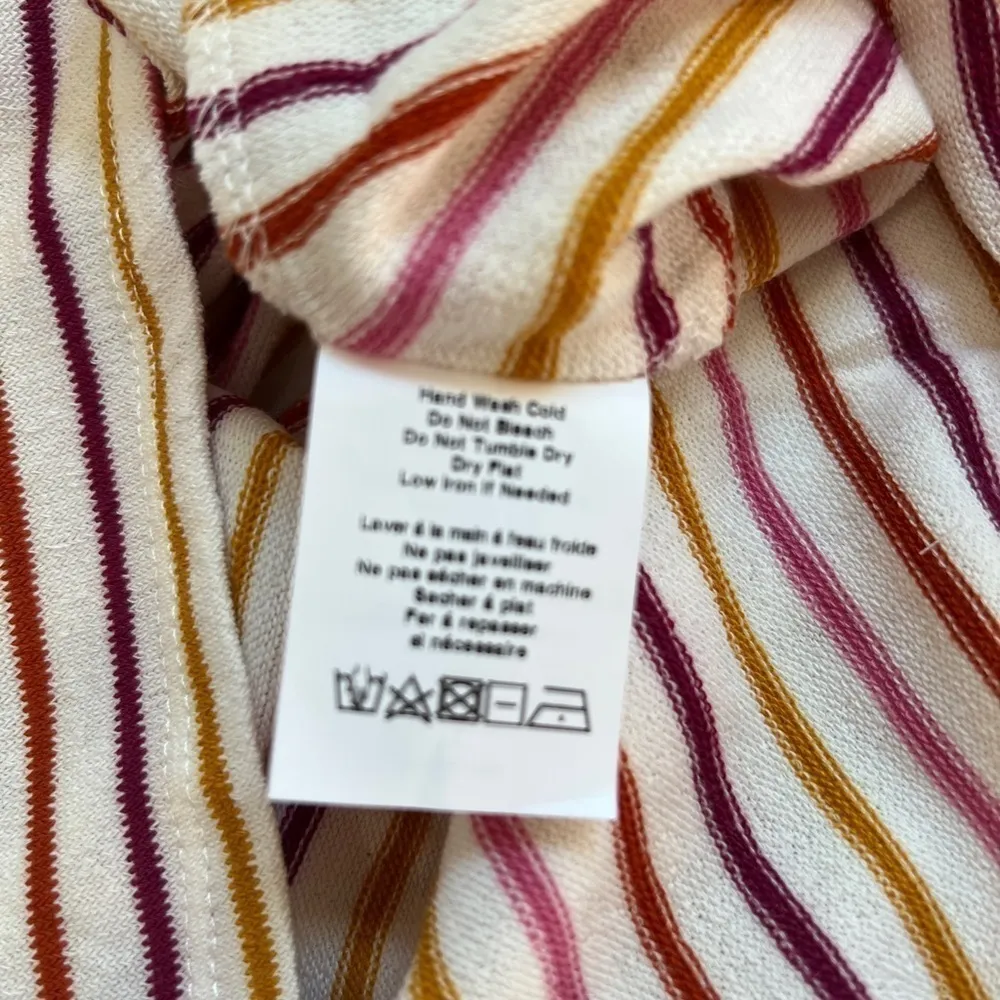 Hand Wash Cold
Do Not Bleach
Do Not Tumble Dry
Dry Flat
Low Iron If Needed
Laver à la main à l'eau froide
Ne pas javelliser
Ne pas sécher en machine
Secher à plat
Fer à repasser
si nécessaire